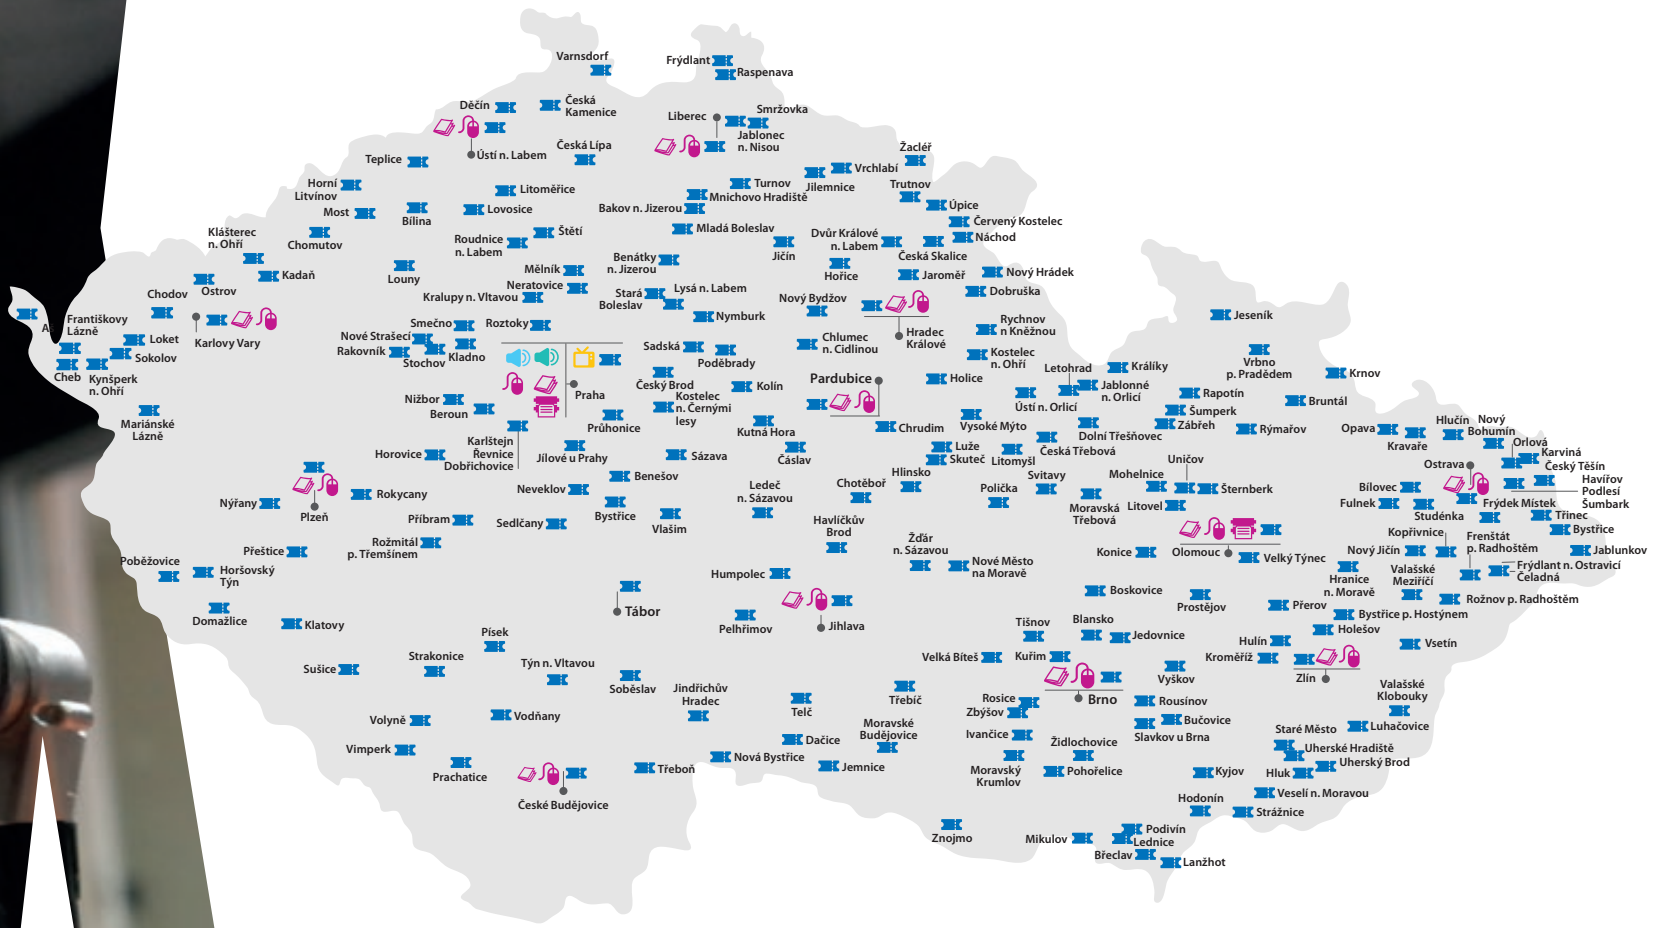 Varnsdorf
Frýdlant
Raspenava
Děčín
Česká
Kamenice
Liberec
Smržovka
Jablonec
n. Nisou
Ústí n. Labem
Česká Lípa
Teplice
Žacléř
Vrchlabí
Jilemnice
Trutnov
Horní
Litvínov
Litoměřice
Turnov
Mnichovo Hradiště
Bakov n. Jizerou
Úpice
Most
Bílina
Lovosice
Červený Kostelec
Náchod
Klášterec
n. Ohří
Chomutov
Roudnice
n. Labem
Štětí
Mladá Boleslav
Jičín
Dvůr Králové
n. Labem
Česká Skalice
Kadaň
Louny
Mělník
Benátky
n. Jizerou
Hořice
Jaroměř
Nový Hrádek
Chodov
Ostrov
Neratovice
Kralupy n. Vltavou
Stará
Boleslav
Lysá n. Labem
Nový Bydžov
Dobruška
Františkovy
Lázně
Karlovy Vary
Smečno
Roztoky
Nymburk
Hradec
Králové
Rychnov
n Kněžnou
Jeseník
Loket
Nové Strašecí
Rakovník
Stochov
Kladno
Sadská
Poděbrady
Chlumec
n. Cidlinou
Kostelec
n. Ohří
Sokolov
Cheb
Kynšperk
n. Ohří
Praha
Český Brod
Kostelec
n. Černými
lesy
Kolín
Pardubice
Holice
Letohrad
Králíky
Jablonné
n. Orlicí
Vrbno
p. Pradědem
Krnov
Mariánské
Lázně
Nižbor
Beroun
Průhonice
Kutná Hora
Chrudim
Vysoké Mýto
Ústí n. Orlicí
Rapotín
Šumperk
Bruntál
Karlštejn
Řevnice
Dobřichovice
Jílové u Prahy
Horovice
Sázava
Čáslav
Luže
Skuteč
Litomyšl
Česká Třebová
Dolní Třešňovec
Zábřeh
Rýmařov
Opava
Kravaře
Hlučín
Nový
Bohumín
Orlová
Karviná
Český Těšín
Havířov
Podlesí
Šumbark
Ostrava
Nýřany
Plzeň
Rokycany
Neveklov
Benešov
Ledeč
n. Sázavou
Chotěboř
Hlinsko
Polička
Svitavy
Mohelnice
Uničov
Šternberk
Bílovec
Fulnek
Studénka
Frýdek Místek
Třinec
Bystřice
Příbram
Sedlčany
Bystřice
Vlašim
Havlíčkův
Brod
Moravská
Třebová
Litovel
Kopřivnice
Frenštát
p. Radhoštěm
Jablunkov
Přeštice
Rožmitál
p. Třemšínem
Žďár
n. Sázavou
Nové Město
na Moravě
Konice
Olomouc
Velký Týnec
Nový Jičín
Frýdlant n. Ostravicí
Čeladná
Poběžovice
Horšovský
Týn
Humpolec
Hranice
n. Moravě
Valašské
Meziříčí
Rožnov p. Radhoštěm
Domažlice
Klatovy
Tábor
Pelhřimov
Jihlava
Boskovice
Prostějov
Přerov
Bystřice p. Hostýnem
Písek
Tišnov
Blansko
Jedovnice
Holešov
Hulín
Vsetín
Sušice
Strakonice
Týn n. Vltavou
Soběslav
Velká Bíteš
Kuřim
Vyškov
Kroměříž
Zlín
Jindřichův
Hradec
Telč
Třebíč
Rosice
Zbýšov
Brno
Rousínov
Valašské
Klobouky
Volyně
Vodňany
Moravské
Budějovice
Ivančice
Židlochovice
Slavkov u Brna
Bučovice
Staré Město
Luhačovice
Vimperk
Prachatice
Dačice
Nová Bystřice
Jemnice
Moravský
Krumlov
Pohořelice
Kyjov
Uherské Hradiště
Uherský Brod
Hluk
Třeboň
České Budějovice
Veselí n. Moravou
Hodonín
Strážnice
Znojmo
Mikulov
Podivín
Lednice
Břeclav
Lanžhot